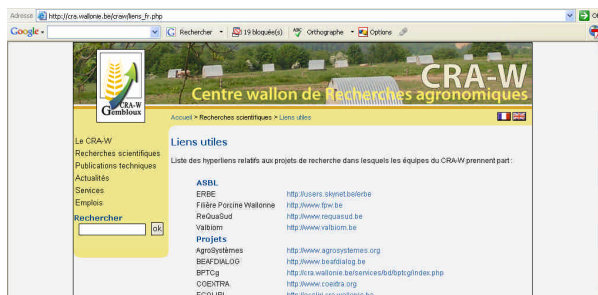 Adresse http://cra.wallonie.be/craw/liens_fr.php
Google Rechercher 19 bloquée(s) Orthographe Options
CRA-W
Centre wallon de Recherches agronomiques
CRA-W
Gembloux
Accueil > Recherches scientifiques > Liens utiles
Le CRA-W
Recherches scientifiques
Publications techniques
Actualités
Services
Emplois
Rechercher
ok
Liens utiles
Liste des hyperliens relatifs aux projets de recherche dans lesquels les équipes du CRA-W prennent part :
ASBL
ERBE http://users.skynet.be/erbe
Filière Porcine Wallonne http://www.fpw.be
ReQuaSud http://www.requasud.be
Valbiom http://www.valbiom.be
Projets
AgroSystèmes http://www.agrosystemes.org
BEAFDIALOG http://www.beafdialog.be
BPTCg http://cra.wallonie.be/services/bd/bptcg/index.php
COEXTRA http://www.coextra.org